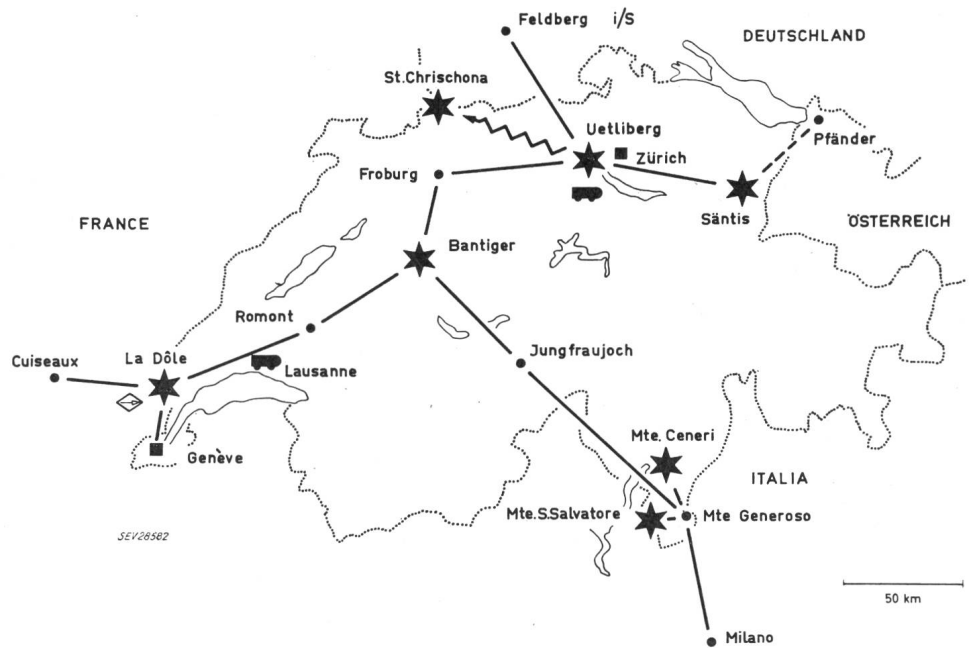 Feldberg i/S
DEUTSCHLAND
St. Chrischona
Uetliberg
Pfänder
Zürich
Froburg
Säntis
FRANCE
ÖSTERREICH
Bantiger
Romont
Jungfraujoch
Cuiseaux
La Dôle
Lausanne
Mte. Ceneri
Genève
ITALIA
Mte. S. Salvatore
Mte Generoso
SEV28582
50 km
Milano